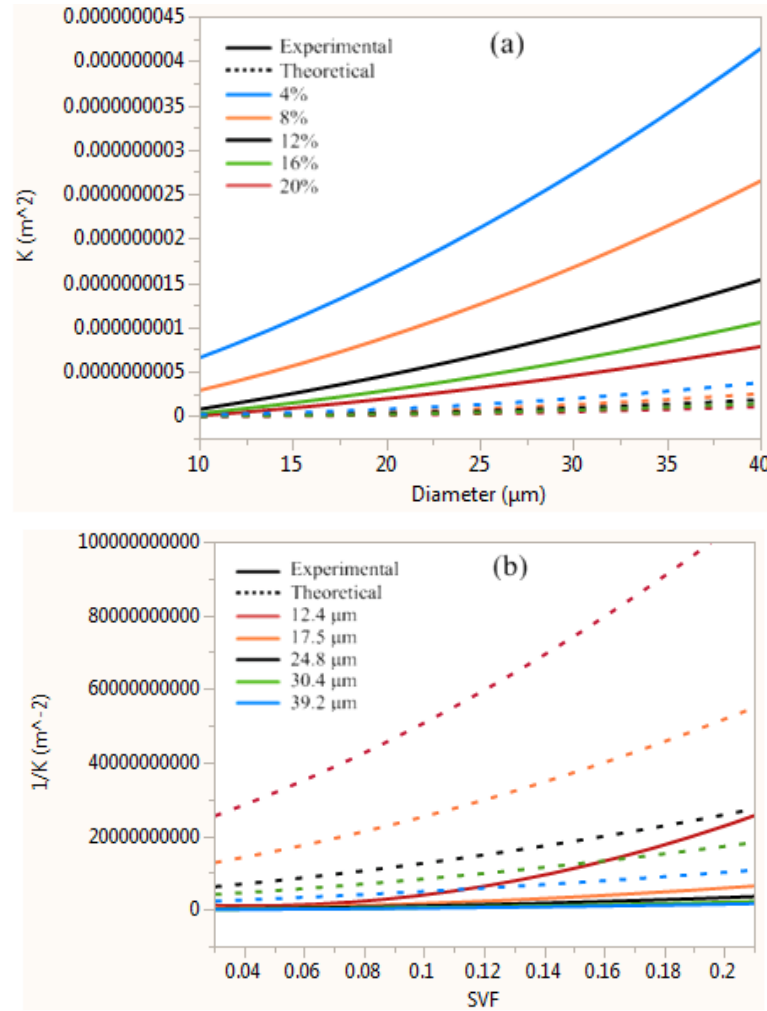 0.0000000045
0.000000004
0.0000000035
0.000000003
0.0000000025
0.000000002
0.0000000015
0.000000001
0.0000000005
0
K (m^2)
(a)
Experimental
Theoretical
4%
8%
12%
16%
20%
10 15 20 25 30 35 40
Diameter (μm)
100000000000
80000000000
60000000000
40000000000
20000000000
0
1/K (m^-2)
(b)
Experimental
Theoretical
12.4 μm
17.5 μm
24.8 μm
30.4 μm
39.2 μm
0.04 0.06 0.08 0.1 0.12 0.14 0.16 0.18 0.2
SVF